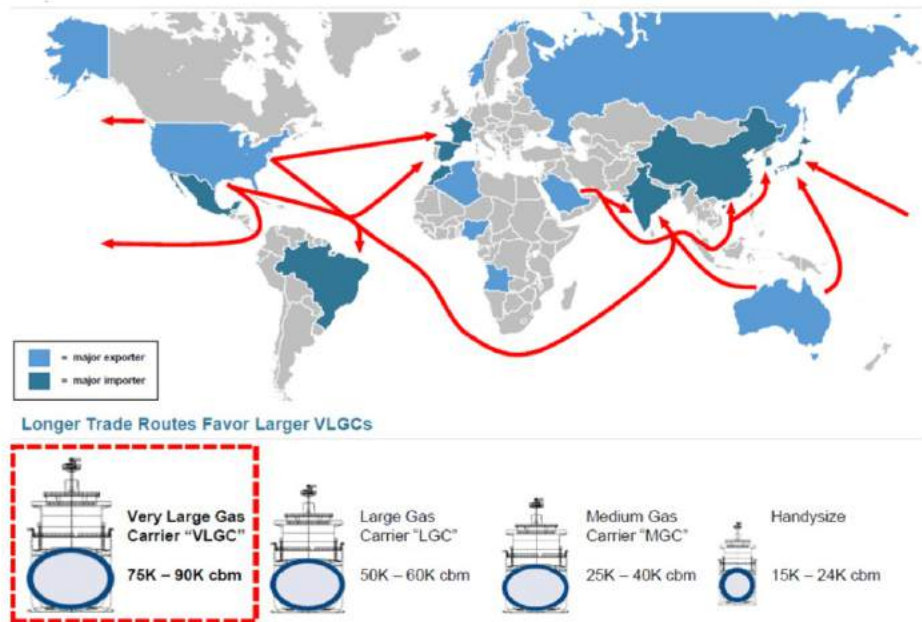 = major exporter
= major importer
Longer Trade Routes Favor Larger VLGCs
Very Large Gas
Carrier “VLGC”
75K – 90K cbm
Large Gas
Carrier “LGC”
50K – 60K cbm
Medium Gas
Carrier “MGC”
25K – 40K cbm
Handysize
15K – 24K cbm